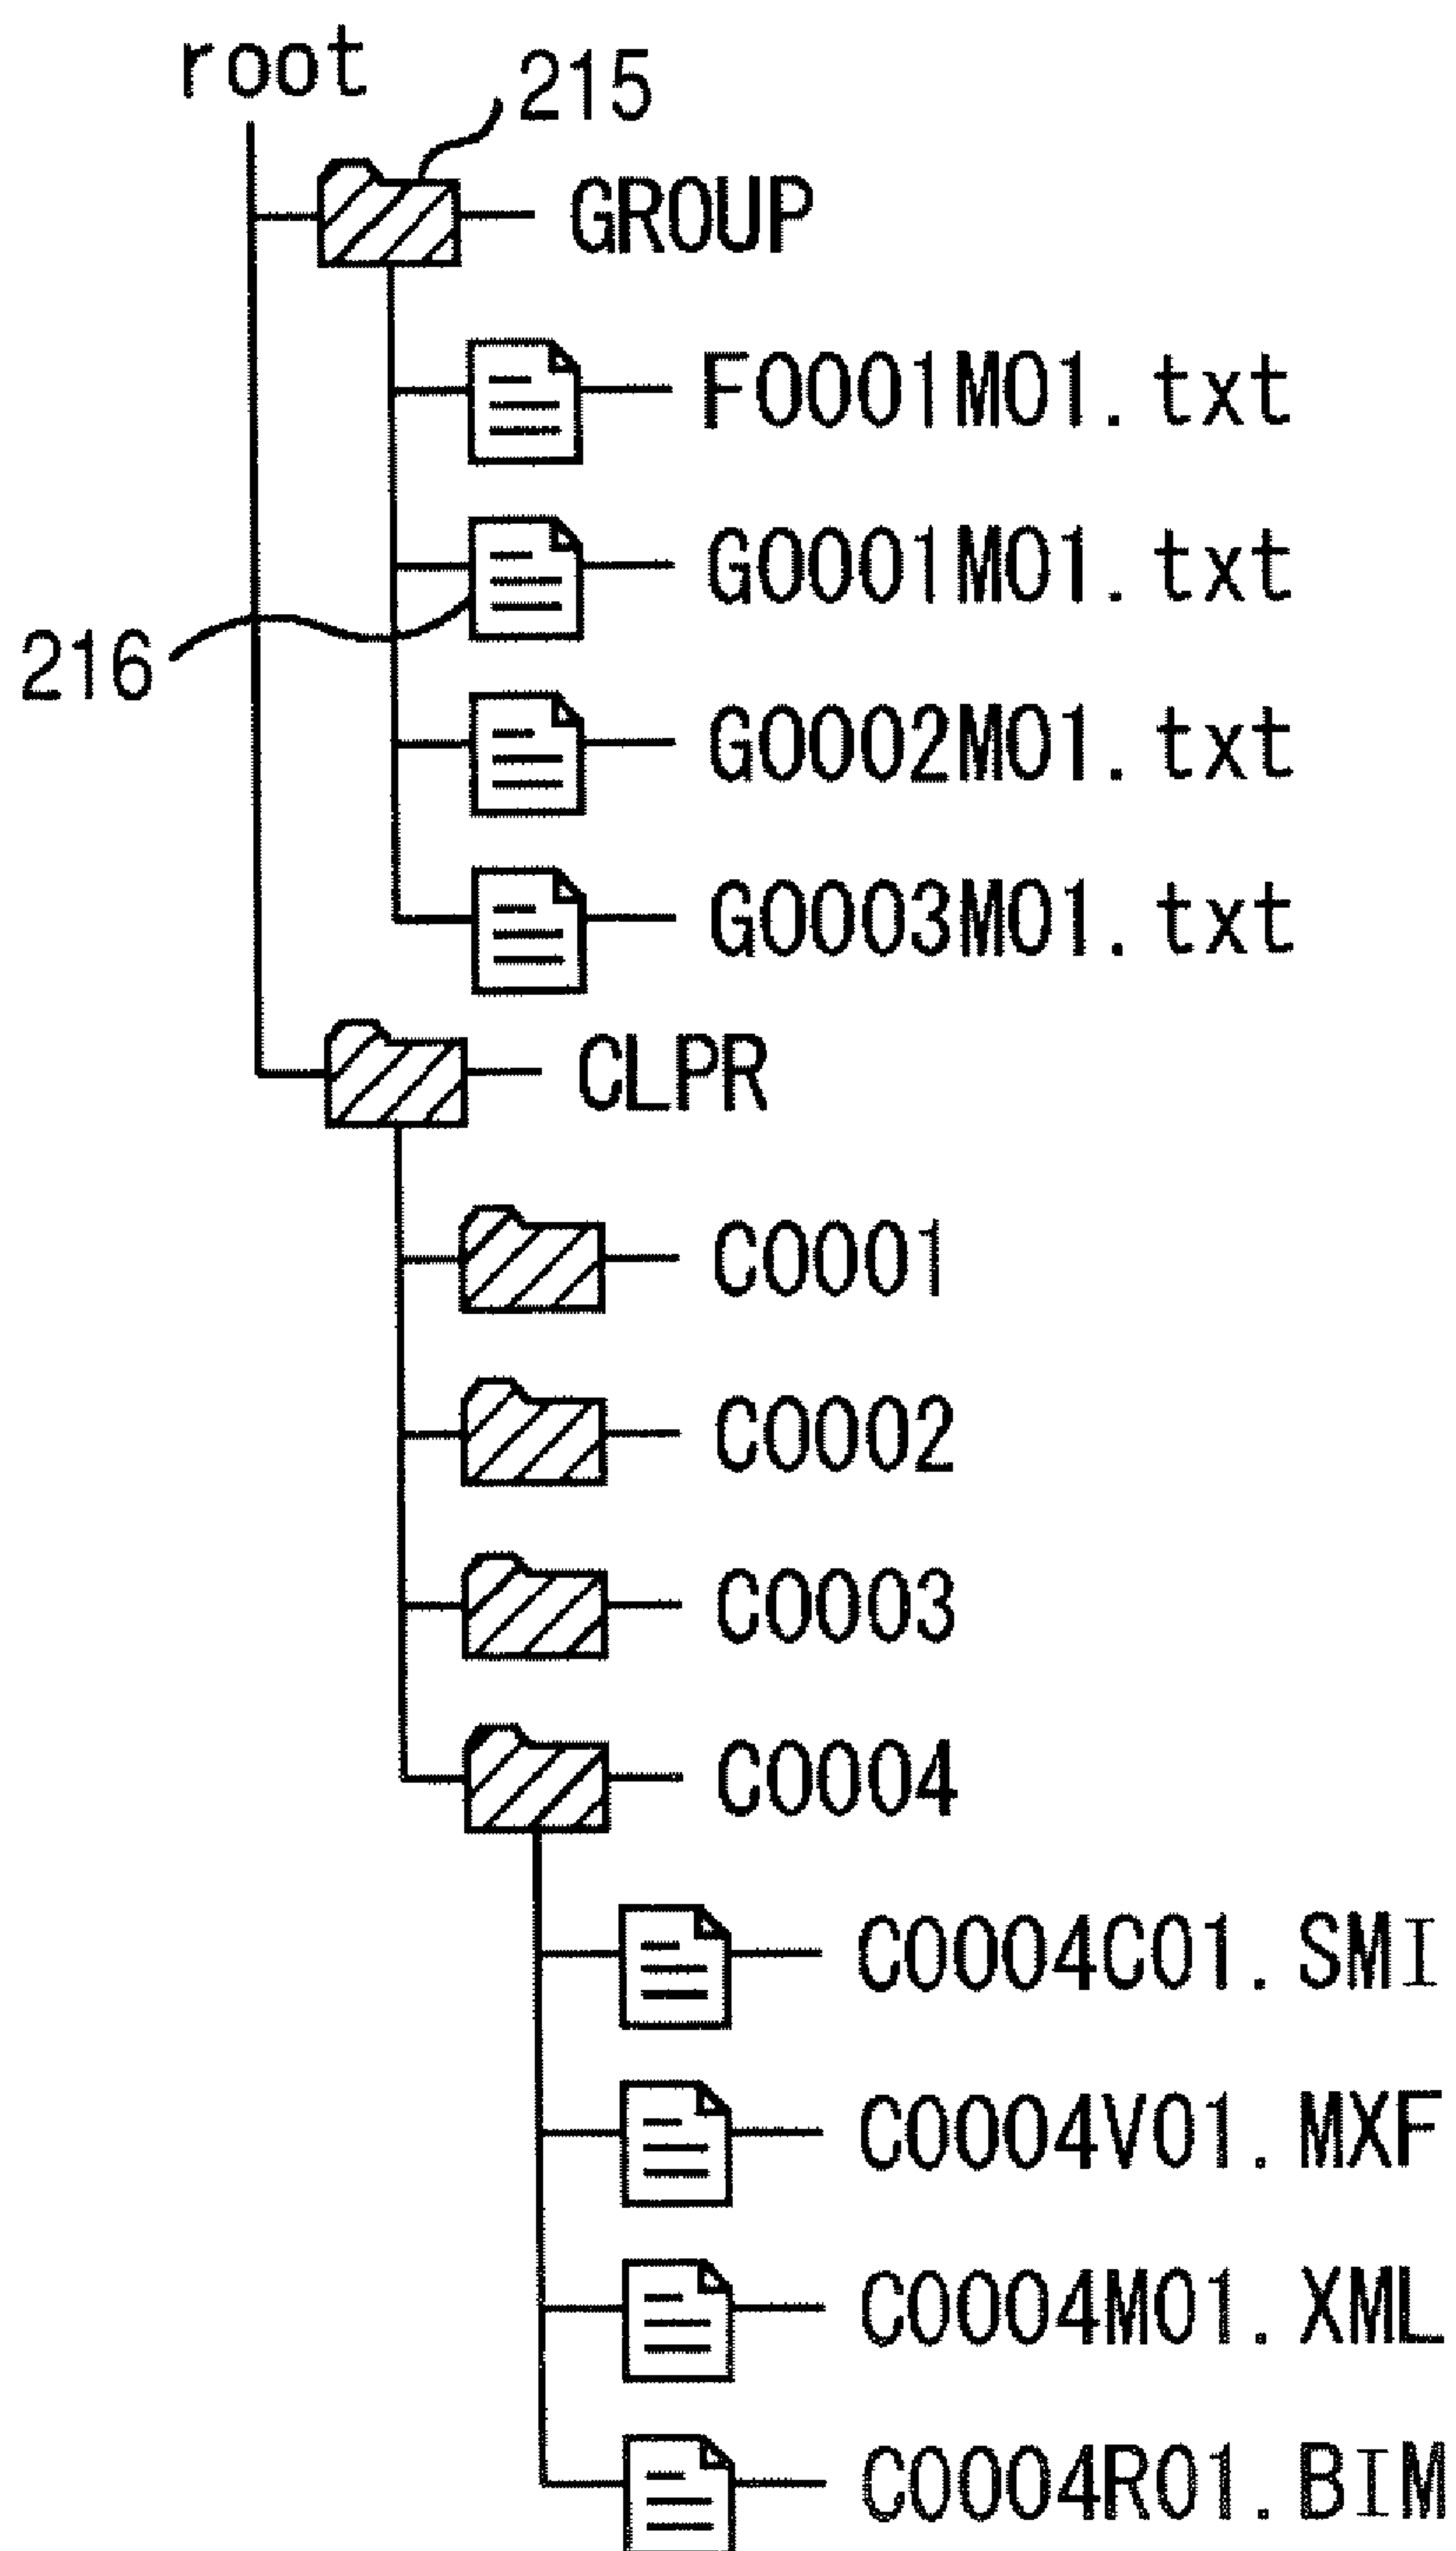 root
215
GROUP
F0001M01.txt
G0001M01.txt
216
G0002M01.txt
G0003M01.txt
CLPR
C0001
C0002
C0003
C0004
C0004C01.SMI
C0004V01.MXF
C0004M01.XML
C0004R01.BIM